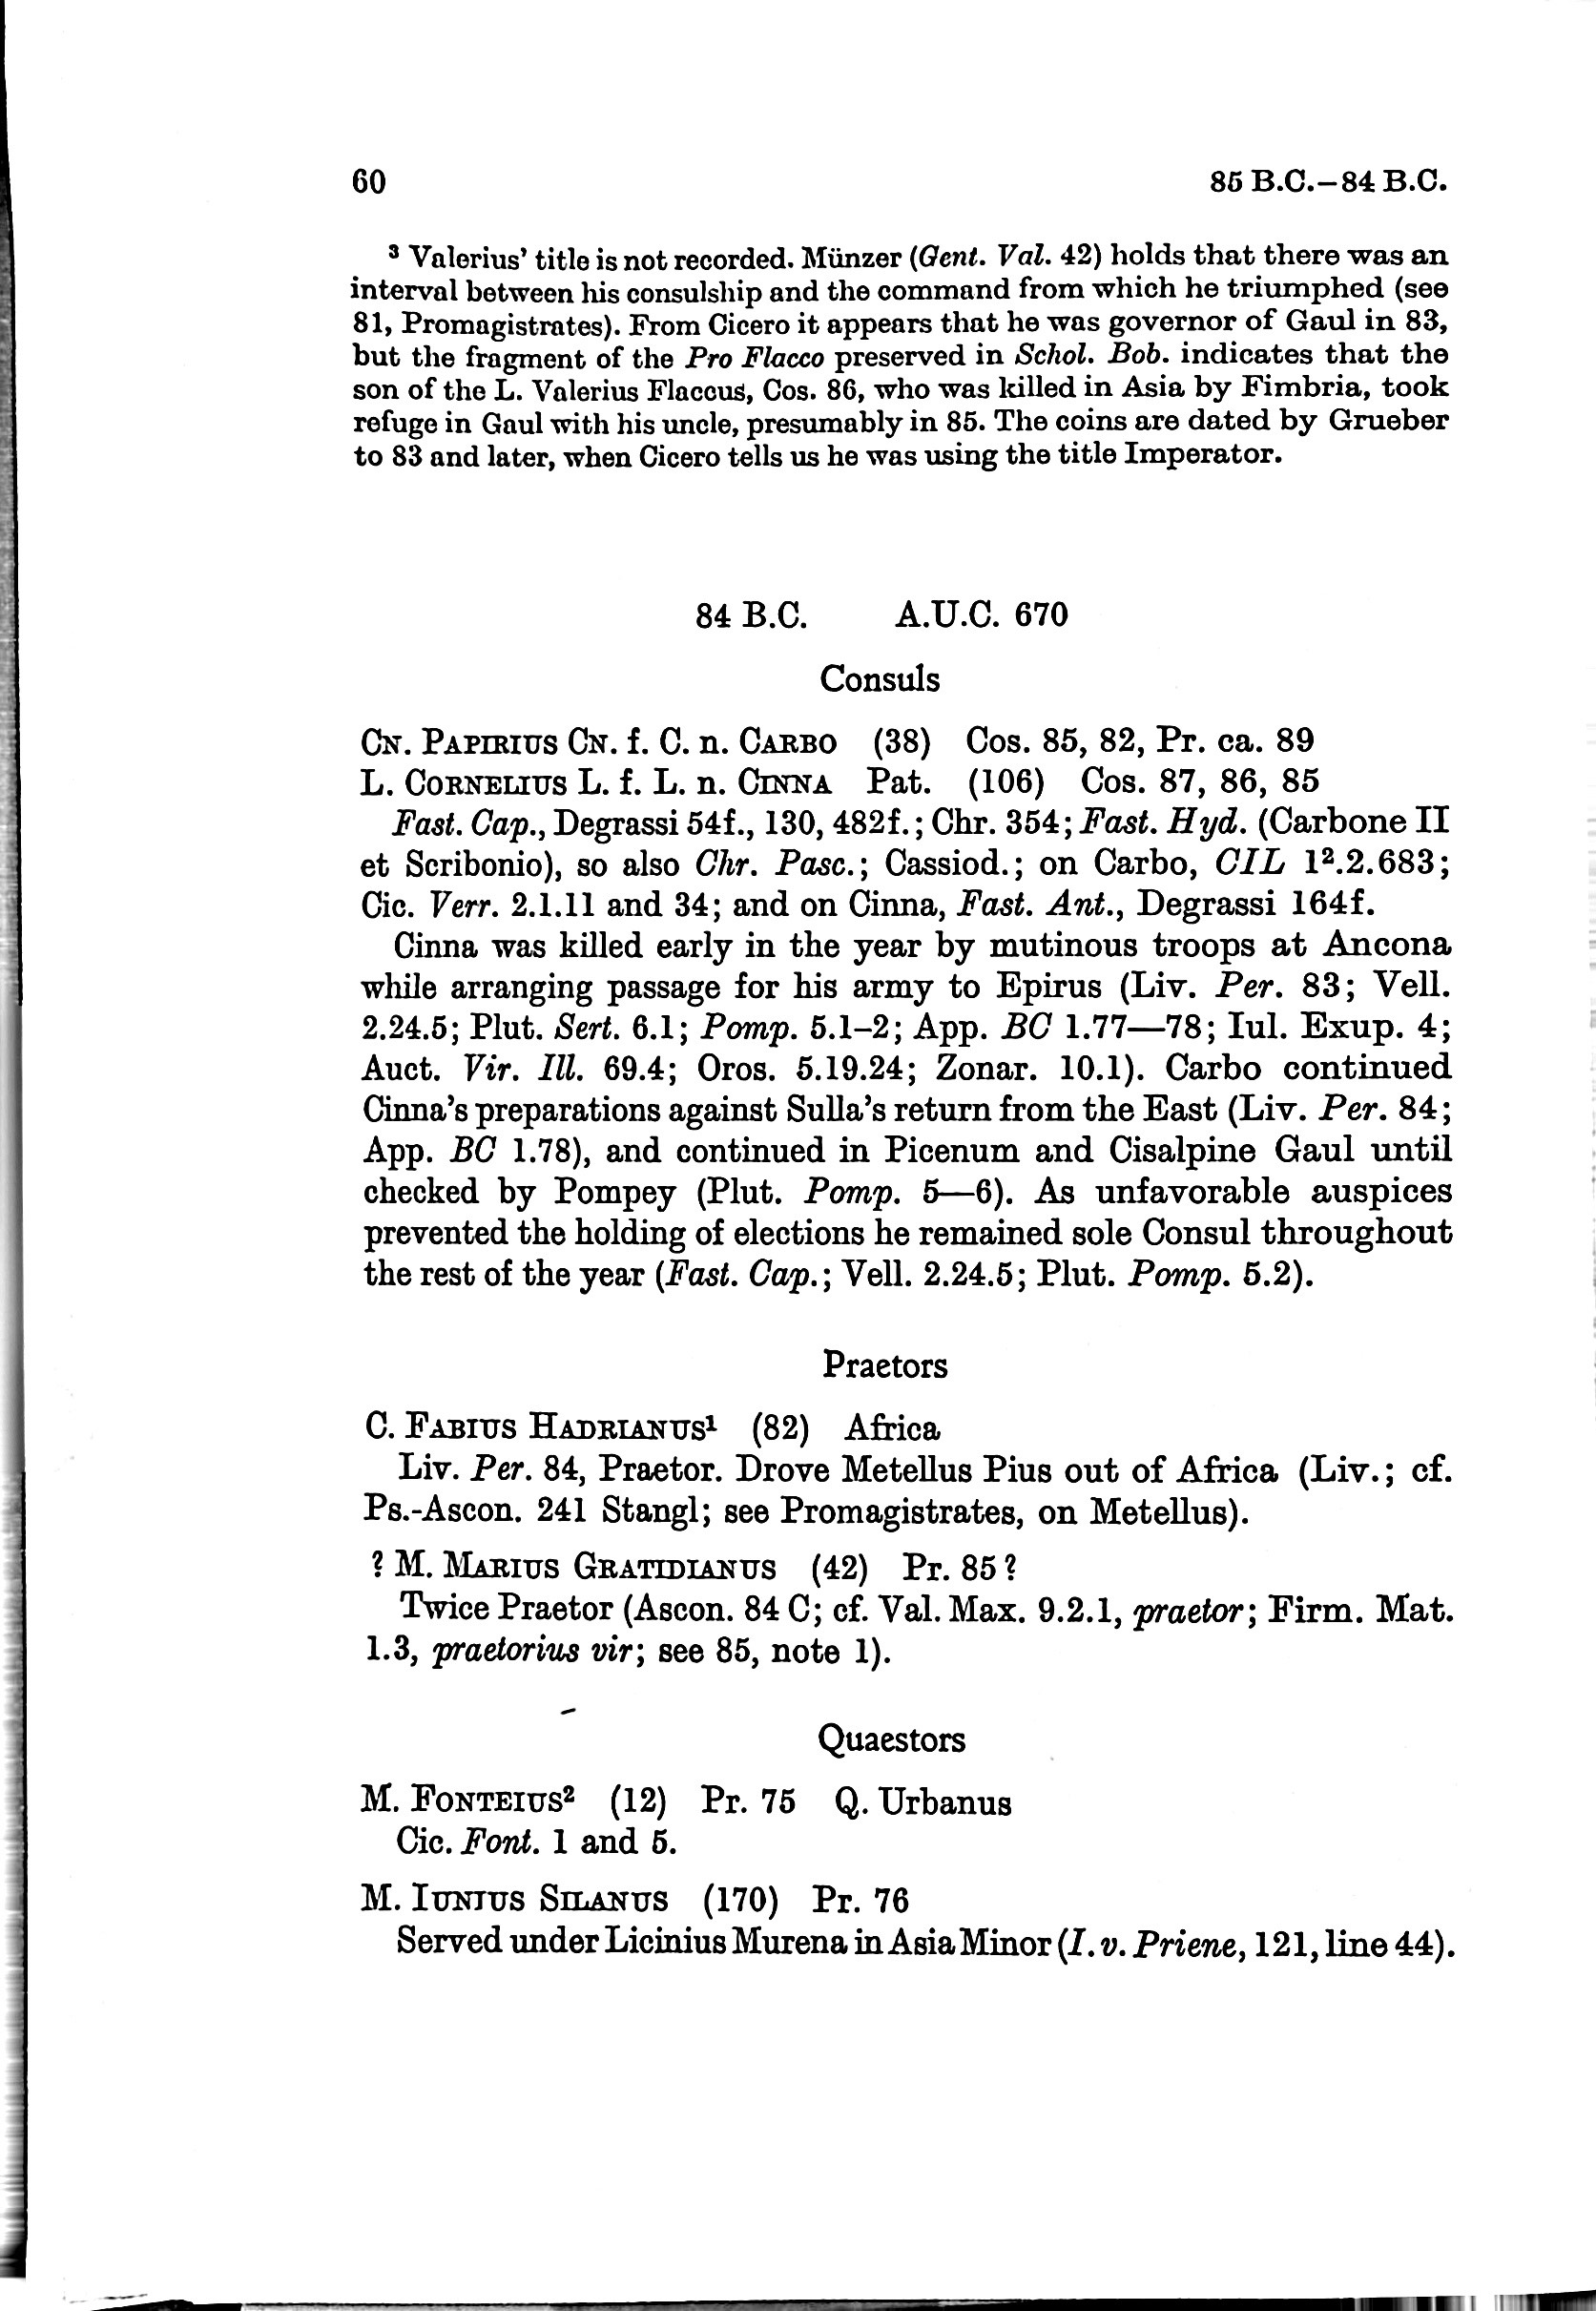 60 85 B.C.–84 B.C.
³ Valerius’ title is not recorded. Münzer (Gent. Val. 42) holds that there was an
interval between his consulship and the command from which he triumphed (see
81, Promagistrates). From Cicero it appears that he was governor of Gaul in 83,
but the fragment of the Pro Flacco preserved in Schol. Bob. indicates that the
son of the L. Valerius Flaccus, Cos. 86, who was killed in Asia by Fimbria, took
refuge in Gaul with his uncle, presumably in 85. The coins are dated by Grueber
to 83 and later, when Cicero tells us he was using the title Imperator.
84 B.C. A.U.C. 670
Consuls
CN. PAPIRIUS CN. f. C. n. CARBO (38) Cos. 85, 82, Pr. ca. 89
L. CORNELIUS L. f. L. n. CINNA Pat. (106) Cos. 87, 86, 85
Fast. Cap., Degrassi 54f., 130, 482f.; Chr. 354; Fast. Hyd. (Carbone II
et Scribonio), so also Chr. Pasc.; Cassiod.; on Carbo, CIL 1².2.683;
Cic. Verr. 2.1.11 and 34; and on Cinna, Fast. Ant., Degrassi 164f.
Cinna was killed early in the year by mutinous troops at Ancona
while arranging passage for his army to Epirus (Liv. Per. 83; Vell.
2.24.5; Plut. Sert. 6.1; Pomp. 5.1–2; App. BC 1.77—78; Iul. Exup. 4;
Auct. Vir. Ill. 69.4; Oros. 5.19.24; Zonar. 10.1). Carbo continued
Cinna’s preparations against Sulla’s return from the East (Liv. Per. 84;
App. BC 1.78), and continued in Picenum and Cisalpine Gaul until
checked by Pompey (Plut. Pomp. 5—6). As unfavorable auspices
prevented the holding of elections he remained sole Consul throughout
the rest of the year (Fast. Cap.; Vell. 2.24.5; Plut. Pomp. 5.2).
Praetors
C. FABIUS HADRIANUS¹ (82) Africa
Liv. Per. 84, Praetor. Drove Metellus Pius out of Africa (Liv.; cf.
Ps.-Ascon. 241 Stangl; see Promagistrates, on Metellus).
? M. MARIUS GRATIDIANUS (42) Pr. 85 ?
Twice Praetor (Ascon. 84 C; cf. Val. Max. 9.2.1, praetor; Firm. Mat.
1.3, praetorius vir; see 85, note 1).
Quaestors
M. FONTEIUS² (12) Pr. 75 Q. Urbanus
Cic. Font. 1 and 5.
M. IUNIUS SILANUS (170) Pr. 76
Served under Licinius Murena in Asia Minor (I. v. Priene, 121, line 44).